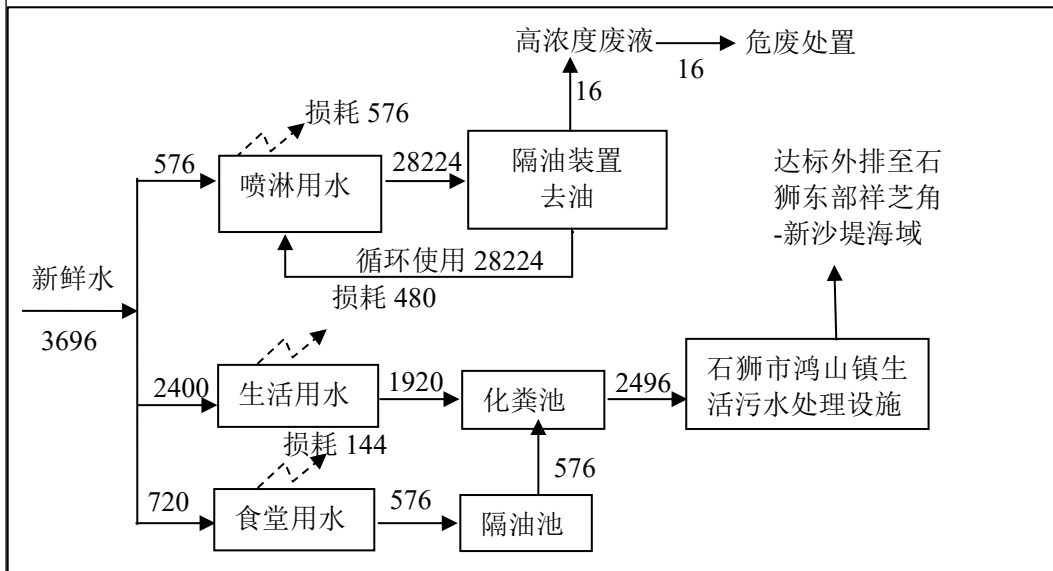 高浓度废液
危废处置
16
16
损耗 576
576
喷淋用水
28224
隔油装置
去油
循环使用 28224
达标外排至石
狮东部祥芝角
-新沙堤海域
新鲜水
3696
损耗 480
2400
生活用水
1920
化粪池
2496
石狮市鸿山镇生
活污水处理设施
损耗 144
720
食堂用水
576
隔油池
576